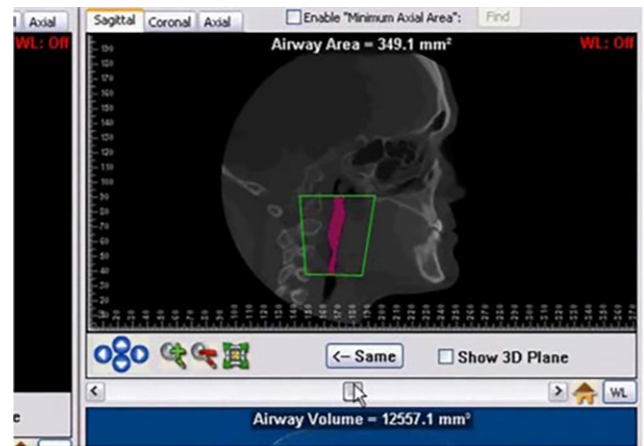 Axial
Sagittal Coronal Axial
Enable "Minimum Axial Area":
Find
WL: Off
Airway Area = 349.1 mm²
WL: Off
<- Same
Show 3D Plane
WL
Airway Volume = 12557.1 mm³